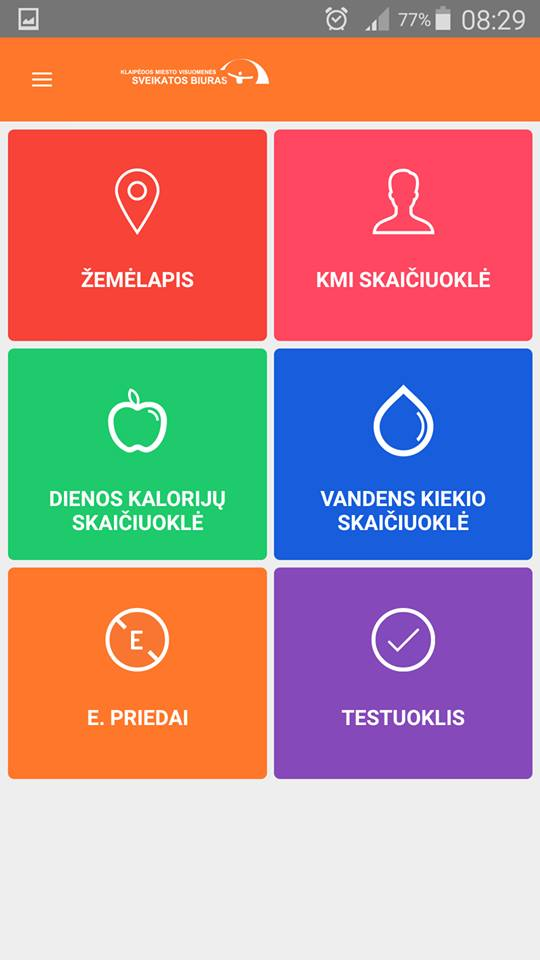 77% 08:29
KLAIPĖDOS MIESTO VISUOMENĖS
SVEIKATOS BIURAS
ŽEMĖLAPIS
KMI SKAIČIUOKLĖ
DIENOS KALORIJŲ
SKAIČIUOKLĖ
VANDENS KIEKIO
SKAIČIUOKLĖ
E
E. PRIEDAI
TESTUOKLIS